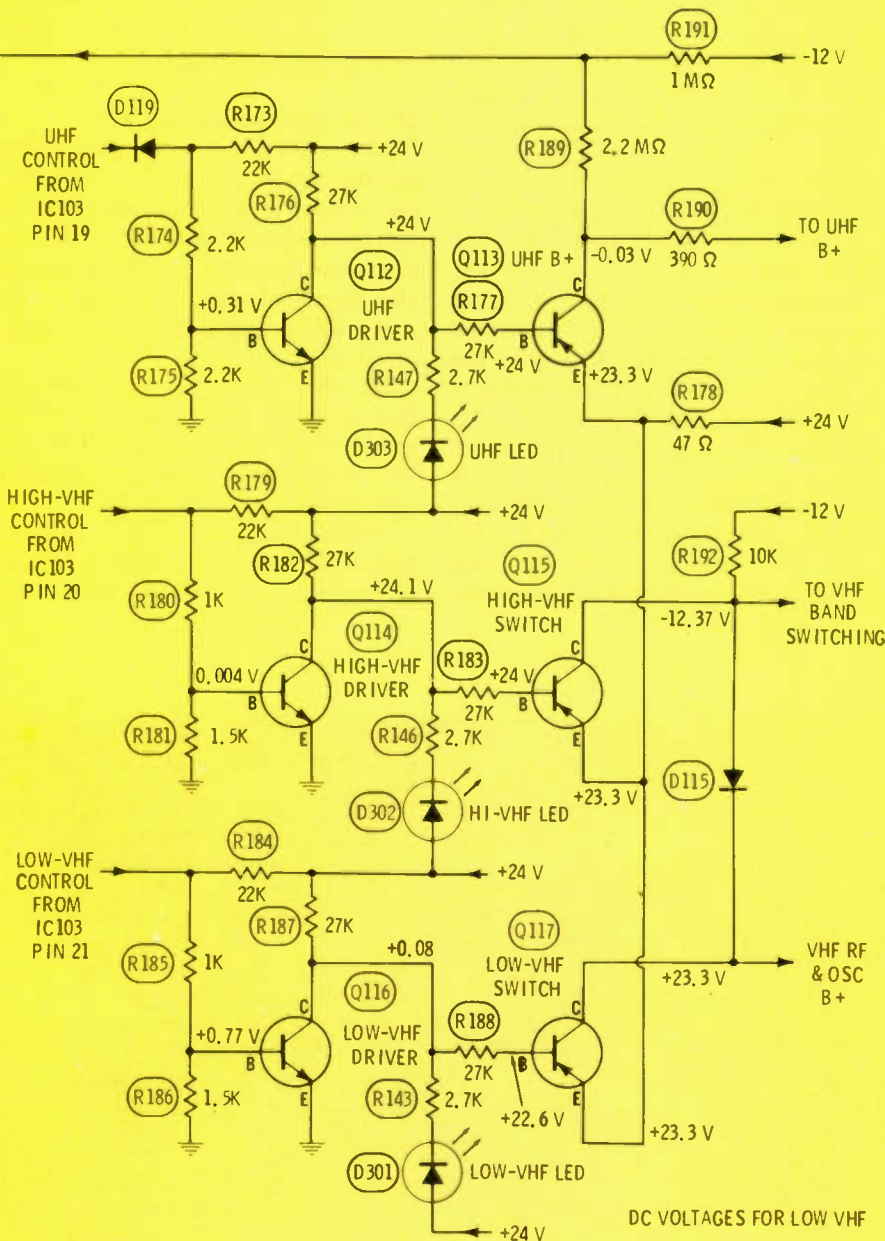 R191
-12 V
1 MΩ
D119
R173
UHF
CONTROL
FROM
IC103
PIN 19
22K
+24 V
R189
2.2 MΩ
R176
27K
R174
2.2K
+24 V
R190
390 Ω
TO UHF
B+
Q113 UHF B+
-0.03 V
Q112
UHF
DRIVER
R177
C
C
+0.31 V
B
B
27K
+24 V
R175
2.2K
E
R147
2.7K
E
+23.3 V
R178
47 Ω
+24 V
D303
UHF LED
HIGH-VHF
CONTROL
FROM
IC103
PIN 20
R179
22K
+24 V
-12 V
R192
10K
R182
27K
R180
1K
+24.1 V
Q115
HIGH-VHF
SWITCH
TO VHF
BAND
SWITCHING
-12.37 V
Q114
HIGH-VHF
DRIVER
C
R183
+24 V
C
0.004 V
B
27K
B
R181
1.5K
E
R146
2.7K
E
+23.3 V
D115
D302
HI-VHF LED
LOW-VHF
CONTROL
FROM
IC103
PIN 21
R184
22K
+24 V
R187
27K
R185
1K
+0.08
Q117
LOW-VHF
SWITCH
+23.3 V
VHF RF
& OSC
B+
Q116
LOW-VHF
DRIVER
C
R188
C
+0.77 V
B
27K
B
R186
1.5K
E
R143
2.7K
+22.6 V
E
+23.3 V
D301
LOW-VHF LED
+24 V
DC VOLTAGES FOR LOW VHF